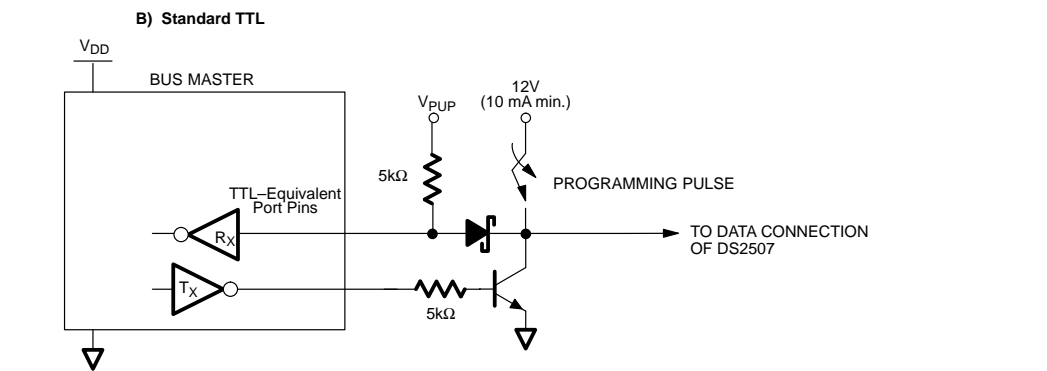 B) Standard TTL
VDD
BUS MASTER
12V
(10 mA min.)
VPUP
5kΩ
PROGRAMMING PULSE
TTL–Equivalent
Port Pins
RX
TO DATA CONNECTION
OF DS2507
TX
5kΩ